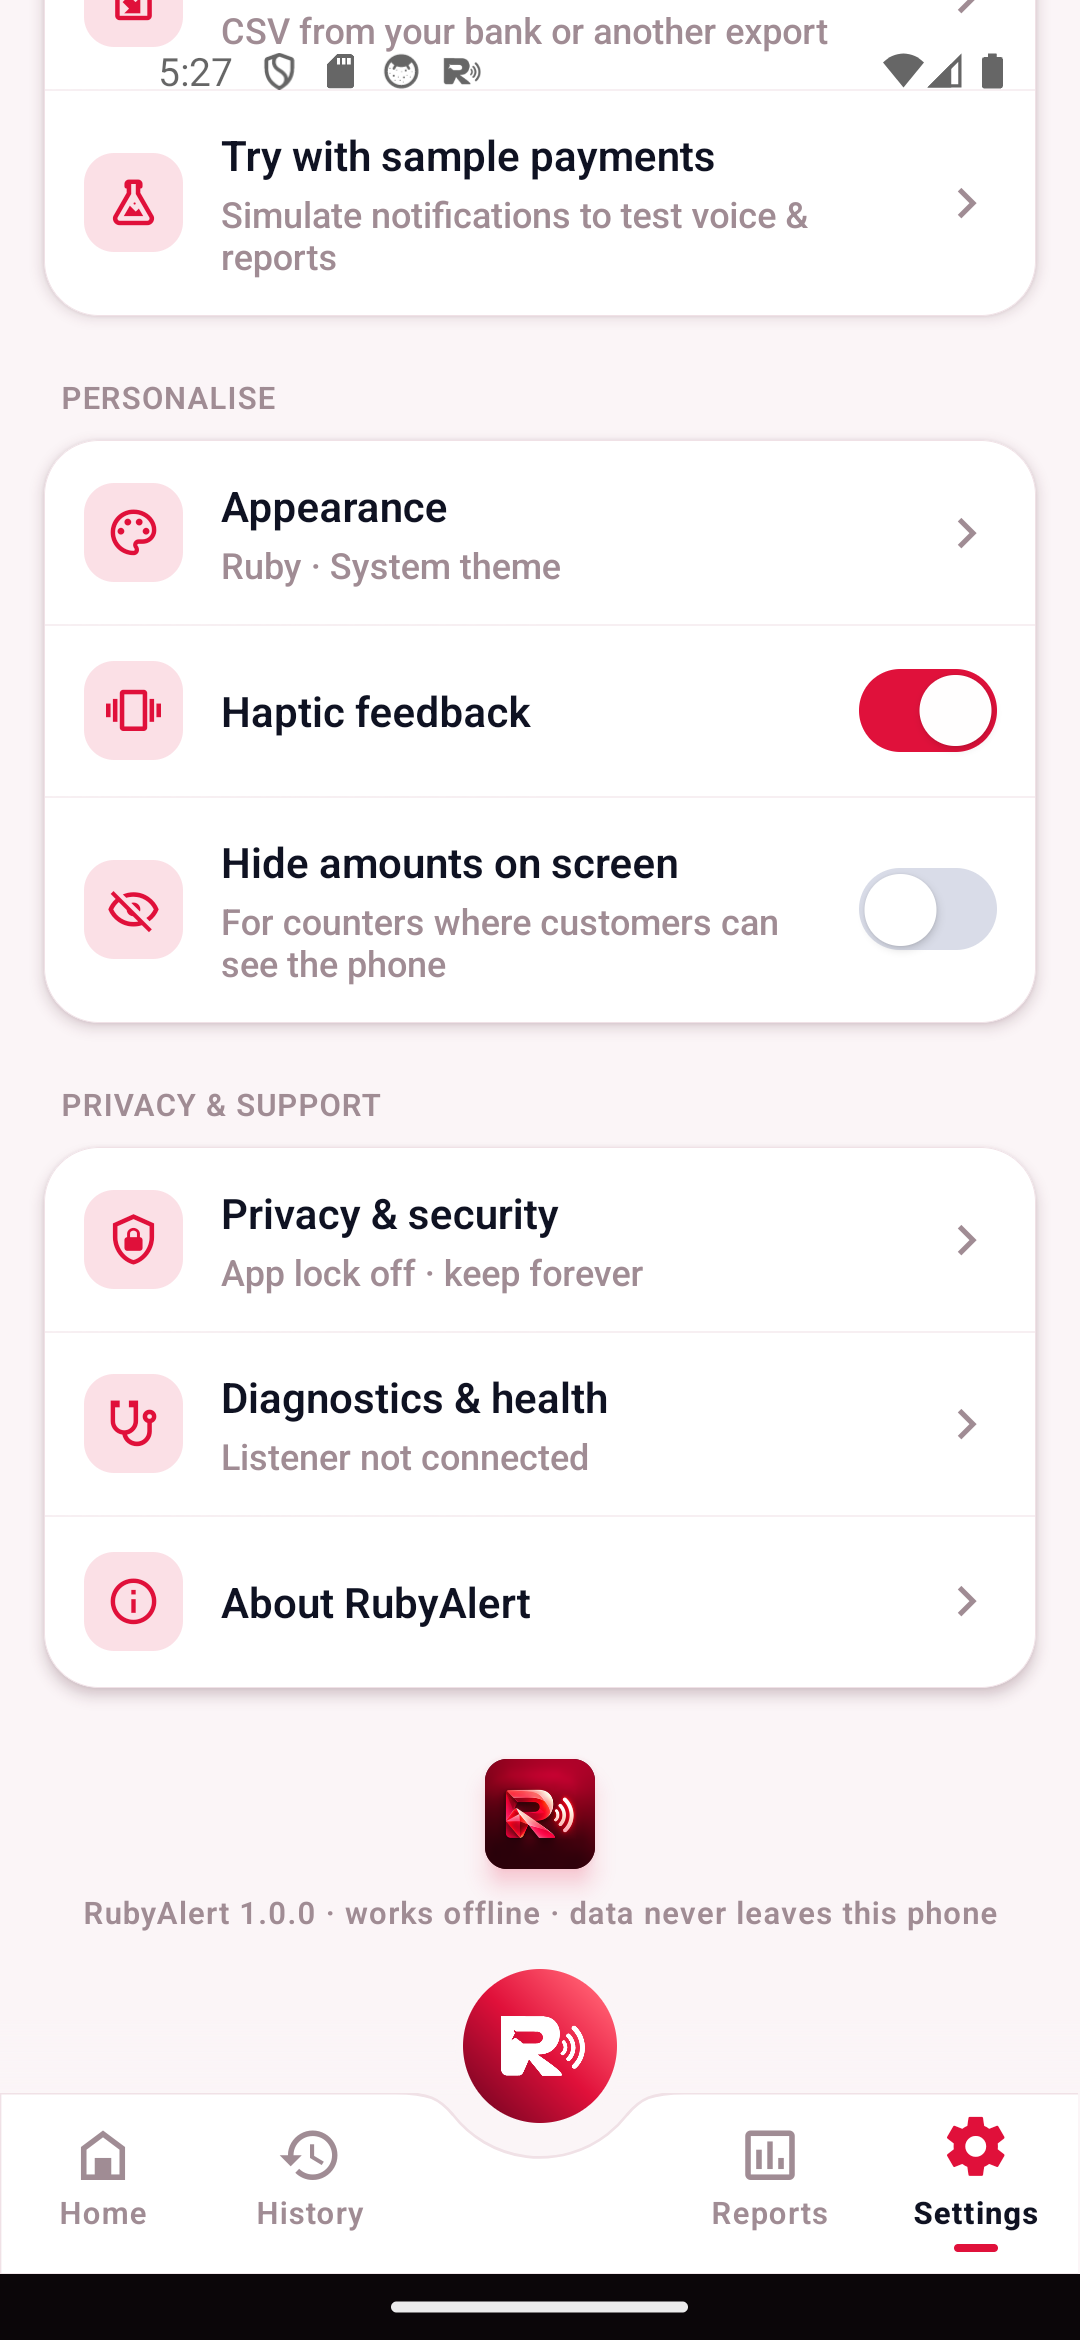 CSV from your bank or another export
5:27
Try with sample payments
Simulate notifications to test voice &
reports
PERSONALISE
Appearance
Ruby · System theme
Haptic feedback
Hide amounts on screen
For counters where customers can
see the phone
PRIVACY & SUPPORT
Privacy & security
App lock off · keep forever
Diagnostics & health
Listener not connected
About RubyAlert
RubyAlert 1.0.0 · works offline · data never leaves this phone
Home
History
Reports
Settings